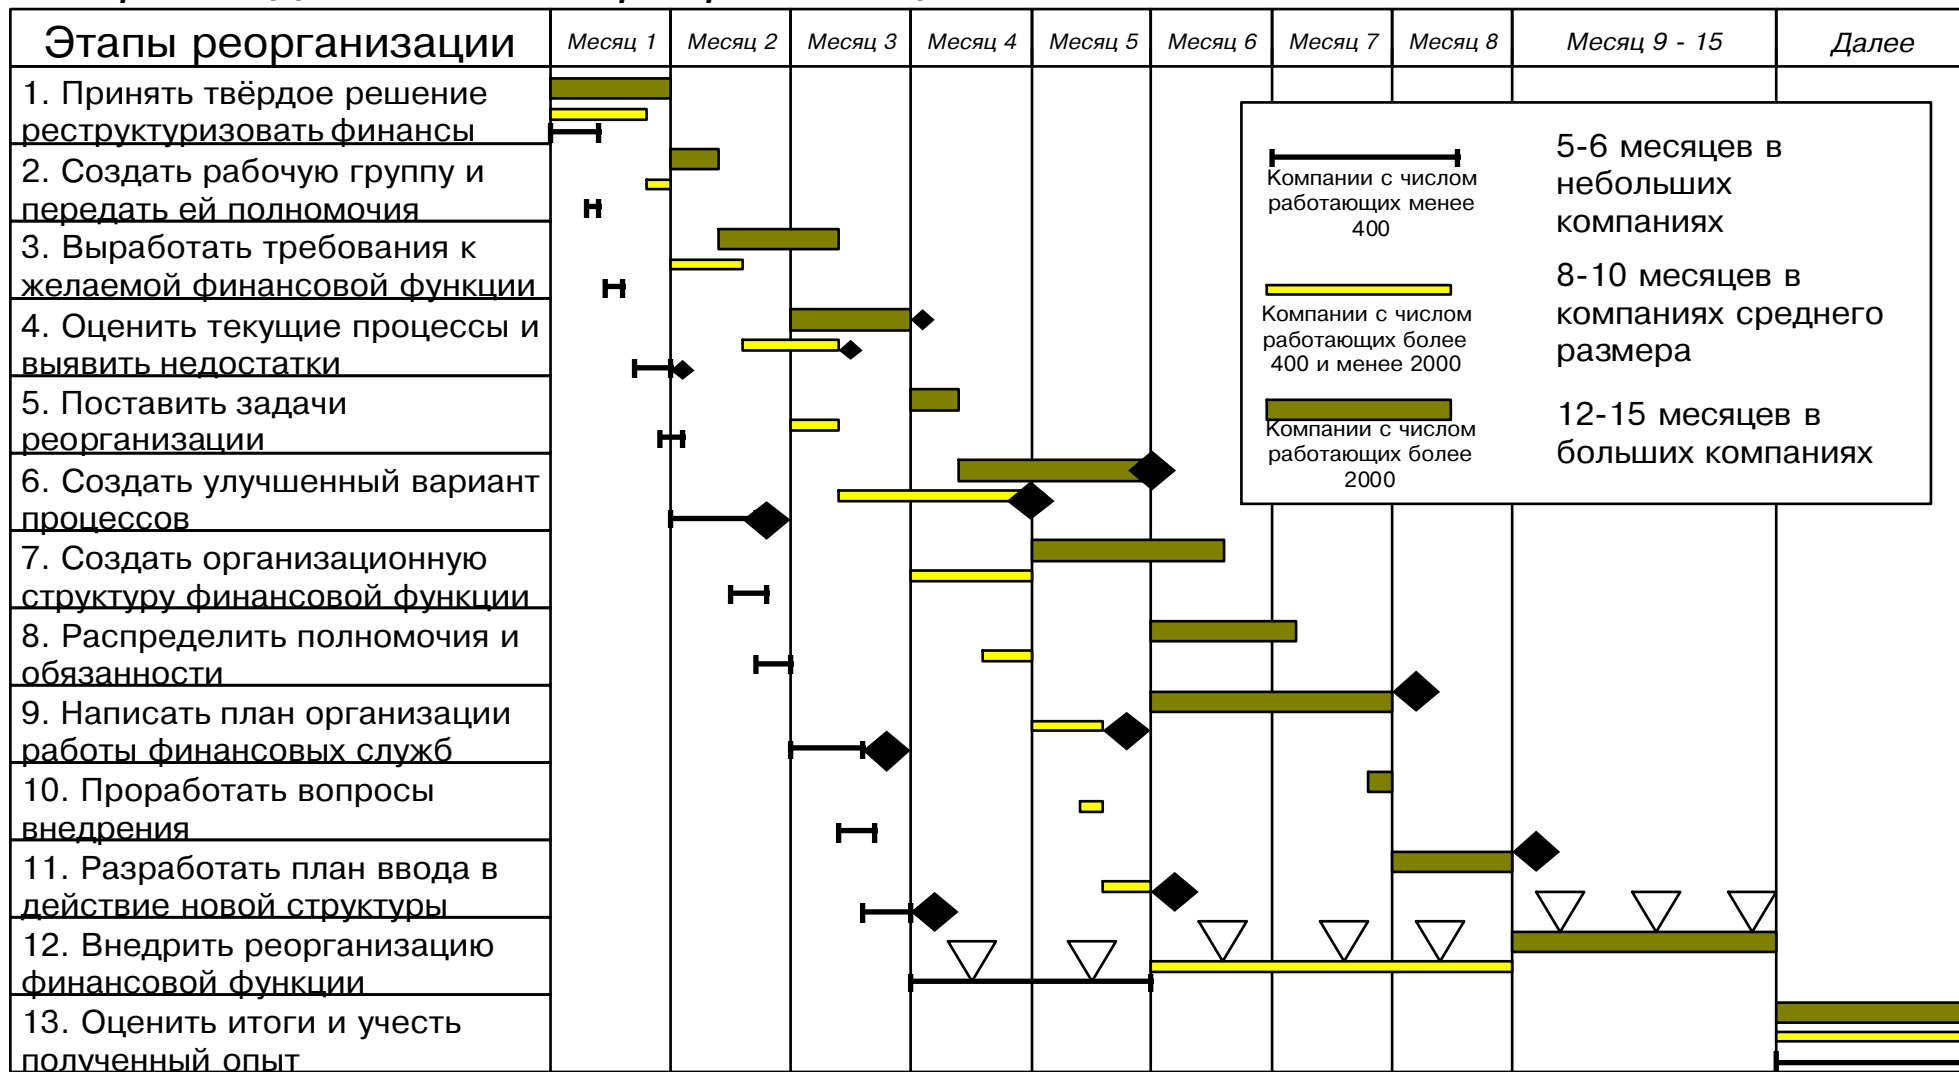 Этапы реорганизации
Месяц 1
Месяц 2
Месяц 3
Месяц 4
Месяц 5
Месяц 6
Месяц 7
Месяц 8
Месяц 9 - 15
Далее
1. Принять твёрдое решение
реструктуризовать финансы
2. Создать рабочую группу и
передать ей полномочия
3. Выработать требования к
желаемой финансовой функции
4. Оценить текущие процессы и
выявить недостатки
5. Поставить задачи
реорганизации
6. Создать улучшенный вариант
процессов
7. Создать организационную
структуру финансовой функции
8. Распределить полномочия и
обязанности
9. Написать план организации
работы финансовых служб
10. Проработать вопросы
внедрения
11. Разработать план ввода в
действие новой структуры
12. Внедрить реорганизацию
финансовой функции
13. Оценить итоги и учесть
полученный опыт
Компании с числом
работающих менее
400
5-6 месяцев в
небольших
компаниях
Компании с числом
работающих более
400 и менее 2000
8-10 месяцев в
компаниях среднего
размера
Компании с числом
работающих более
2000
12-15 месяцев в
больших компаниях